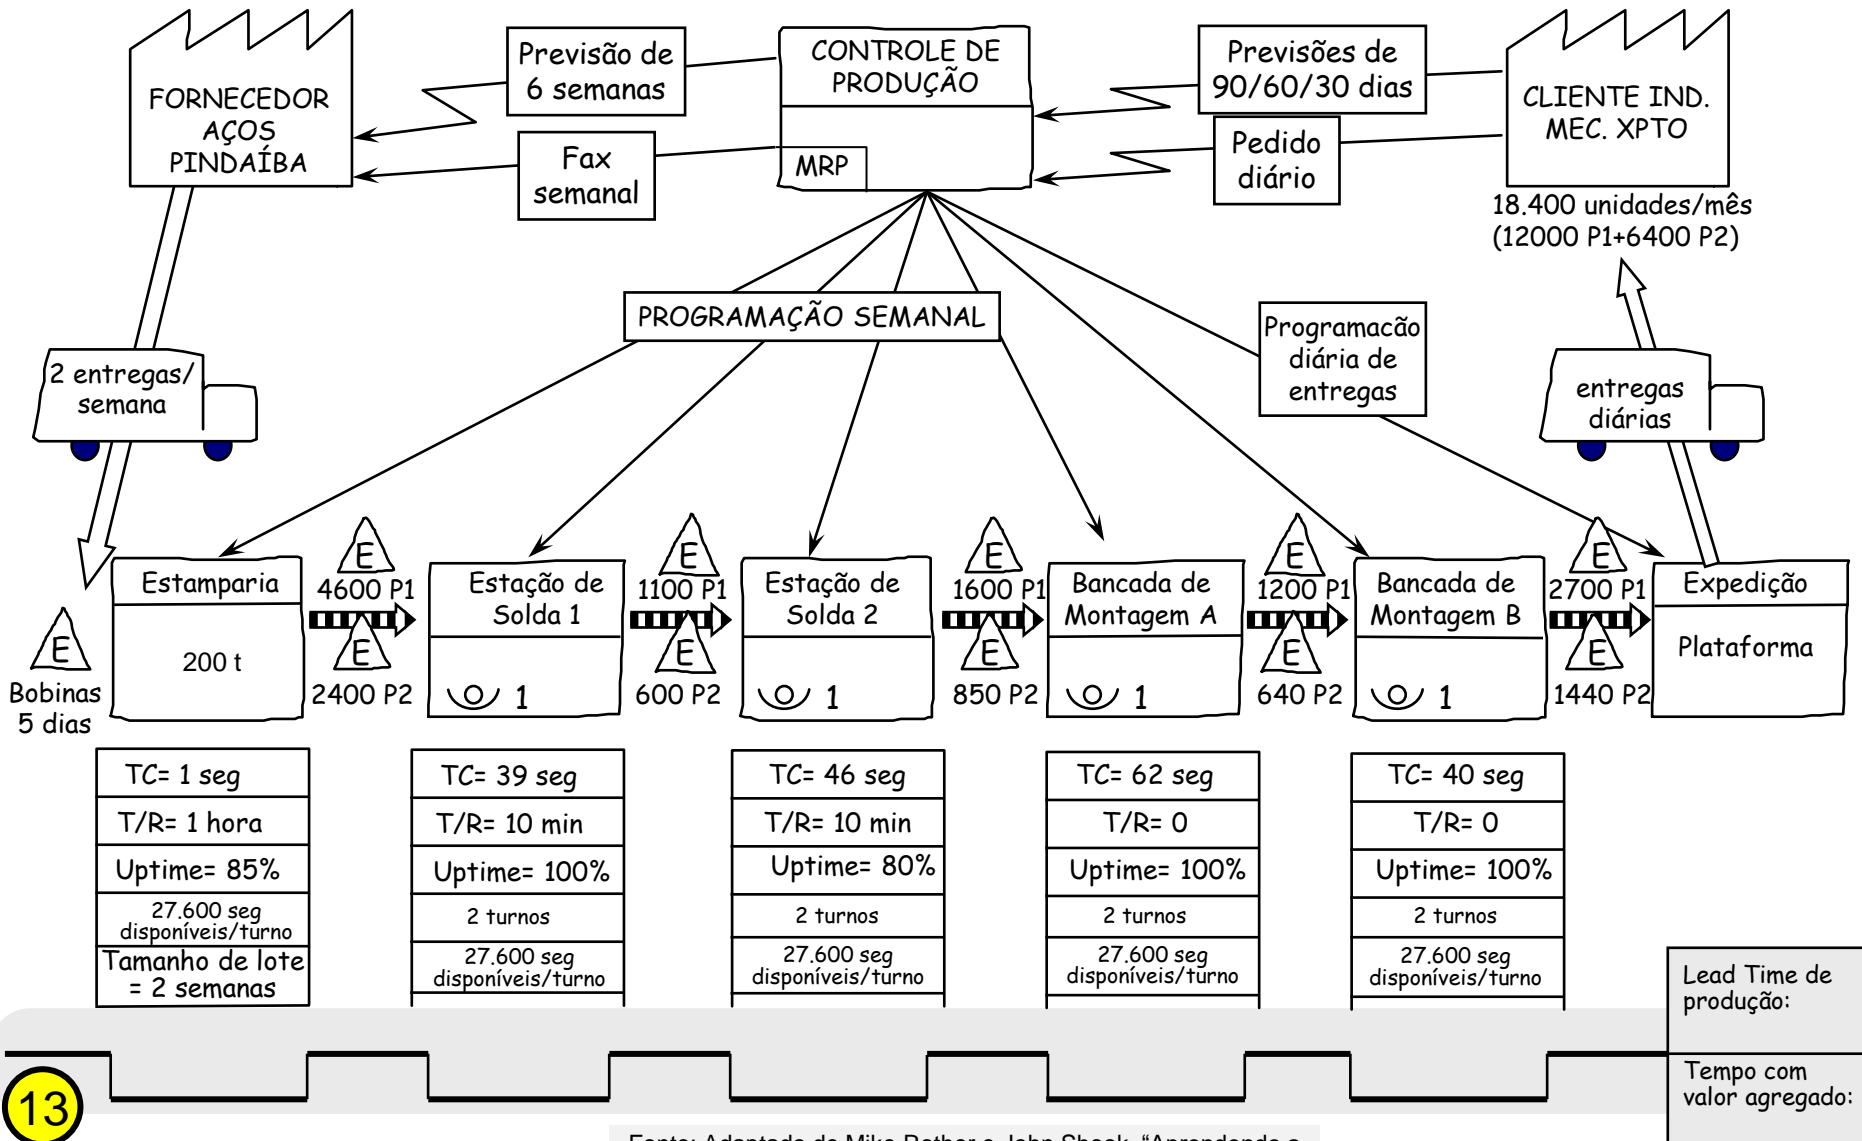 FORNECEDOR
AÇOS
PINDAÍBA
Previsão de
6 semanas
Fax
semanal
CONTROLE DE
PRODUÇÃO
MRP
Previsões de
90/60/30 dias
Pedido
diário
CLIENTE IND.
MEC. XPTO
18.400 unidades/mês
(12000 P1+6400 P2)
PROGRAMAÇÃO SEMANAL
Programacão
diária de
entregas
2 entregas/
semana
entregas
diárias
E
Bobinas
5 dias
Estamparia
200 t
E
4600 P1
E
2400 P2
Estação de
Solda 1
1
E
1100 P1
E
600 P2
Estação de
Solda 2
1
E
1600 P1
E
850 P2
Bancada de
Montagem A
1
E
1200 P1
E
640 P2
Bancada de
Montagem B
1
E
2700 P1
E
1440 P2
Expedição
Plataforma
TC= 1 seg
T/R= 1 hora
Uptime= 85%
27.600 seg
disponíveis/turno
Tamanho de lote
= 2 semanas
TC= 39 seg
T/R= 10 min
Uptime= 100%
2 turnos
27.600 seg
disponíveis/turno
TC= 46 seg
T/R= 10 min
Uptime= 80%
2 turnos
27.600 seg
disponíveis/turno
TC= 62 seg
T/R= 0
Uptime= 100%
2 turnos
27.600 seg
disponíveis/turno
TC= 40 seg
T/R= 0
Uptime= 100%
2 turnos
27.600 seg
disponíveis/turno
Lead Time de
produção:
Tempo com
valor agregado:
13
Fonte: Adaptado de Mike Rother e John Shook, "Aprendendo a